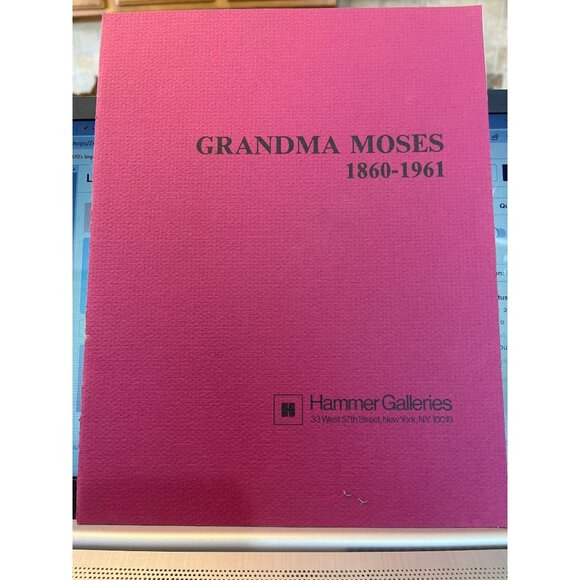 GRANDMA MOSES
1860-1961
Hammer Galleries
33 West 57th Street, New York, N.Y. 10019